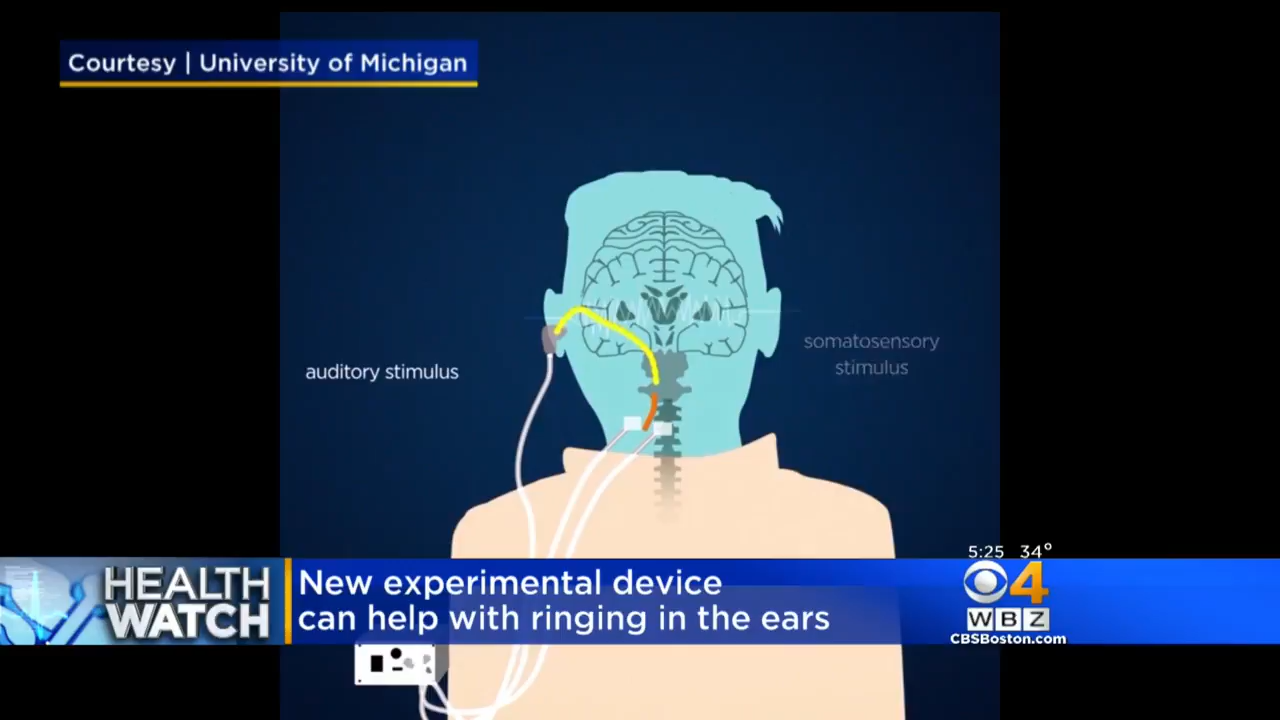 Courtesy | University of Michigan
auditory stimulus
somatosensory
stimulus
5:25 34°
HEALTH
WATCH
New experimental device
can help with ringing in the ears
4
WBZ
CBSBoston.com